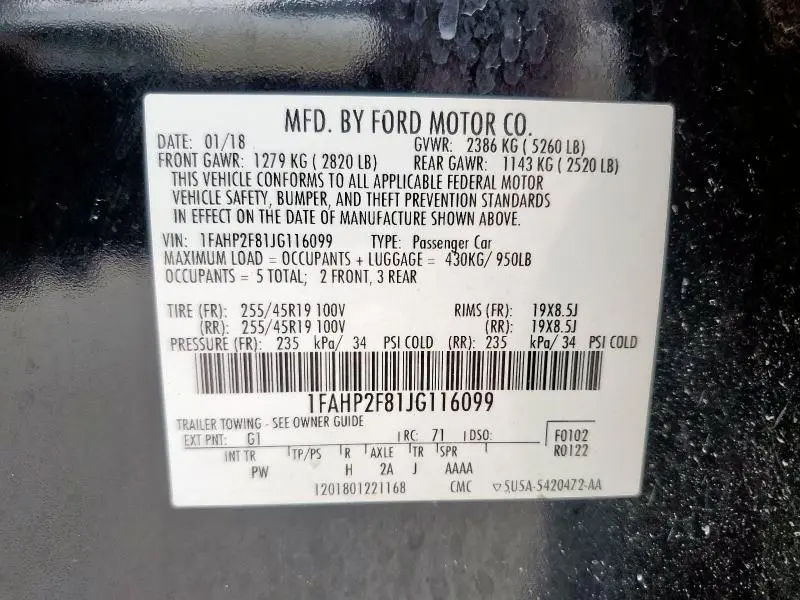 MFD. BY FORD MOTOR CO.
DATE: 01/18 GVWR: 2386 KG ( 5260 LB)
FRONT GAWR: 1279 KG ( 2820 LB) REAR GAWR: 1143 KG ( 2520 LB)
THIS VEHICLE CONFORMS TO ALL APPLICABLE FEDERAL MOTOR
VEHICLE SAFETY, BUMPER, AND THEFT PREVENTION STANDARDS
IN EFFECT ON THE DATE OF MANUFACTURE SHOWN ABOVE.
VIN: 1FAHP2F81JG116099 TYPE: Passenger Car
MAXIMUM LOAD = OCCUPANTS + LUGGAGE = 430KG/ 950LB
OCCUPANTS = 5 TOTAL; 2 FRONT, 3 REAR
TIRE (FR): 255/45R19 100V RIMS (FR): 19X8.5J
(RR): 255/45R19 100V (RR): 19X8.5J
PRESSURE (FR): 235 kPa/ 34 PSI COLD (RR): 235 kPa/ 34 PSI COLD
1FAHP2F81JG116099
TRAILER TOWING - SEE OWNER GUIDE
EXT PNT: G1 RC: 71 DSO: F0102
R0122
INT TR TP/PS R AXLE TR SPR
PW H 2A J AAAA
1201801221168 CMC ▽5U5A-5420472-AA